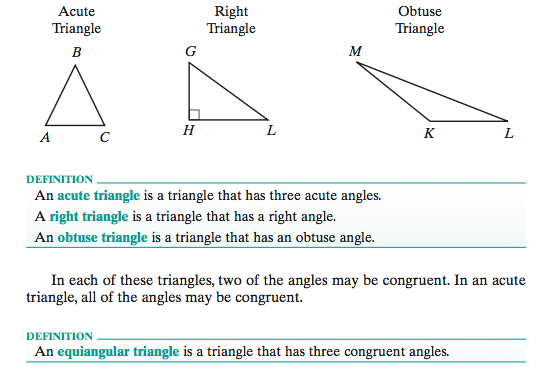 Acute Right Obtuse
Triangle Triangle Triangle
B G M
A C H L K L
DEFINITION
An acute triangle is a triangle that has three acute angles.
A right triangle is a triangle that has a right angle.
An obtuse triangle is a triangle that has an obtuse angle.
In each of these triangles, two of the angles may be congruent. In an acute
triangle, all of the angles may be congruent.
DEFINITION
An equiangular triangle is a triangle that has three congruent angles.